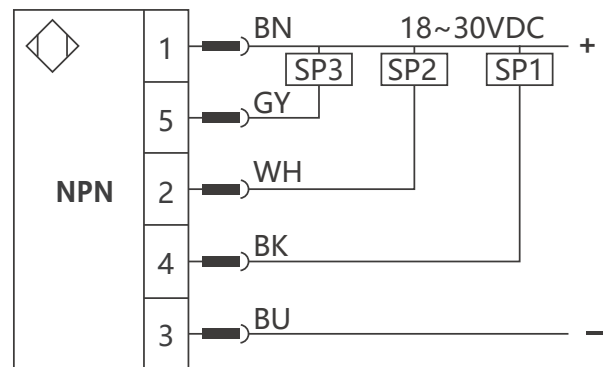 BN 18~30VDC +
1
SP3 SP2 SP1
GY
5
WH
NPN 2
BK
4
BU
3 −